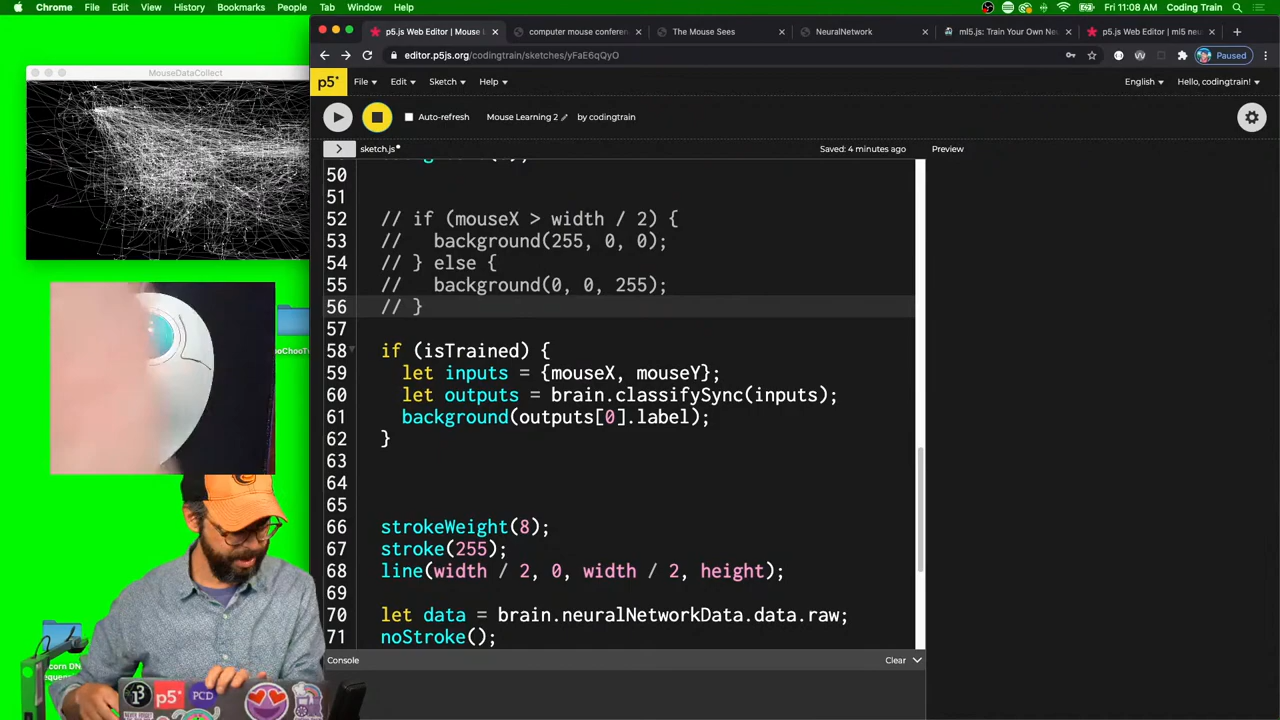 Chrome File Edit View History Bookmarks People Tab Window Help
Fri 11:08 AM Coding Train
MouseDataCollect
p5.js Web Editor | Mouse
computer mouse conferen
The Mouse Sees
NeuralNetwork
ml5.js: Train Your Own Ne
p5.js Web Editor | ml5 ne
editor.p5js.org/codingtrain/sketches/yFaE6qQyO
Paused
p5* File Edit Sketch Help
English Hello, codingtrain!
Auto-refresh Mouse Learning 2 by codingtrain
> sketch.js• Saved: 4 minutes ago Preview
50
51
52 // if (mouseX > width / 2) {
53 // background(255, 0, 0);
54 // } else {
55 // background(0, 0, 255);
56 // }
57
58 if (isTrained) {
59 let inputs = {mouseX, mouseY};
60 let outputs = brain.classifySync(inputs);
61 background(outputs[0].label);
62 }
63
64
65
66 strokeWeight(8);
67 stroke(255);
68 line(width / 2, 0, width / 2, height);
69
70 let data = brain.neuralNetworkData.data.raw;
71 noStroke();
Console Clear
p5*
PCD